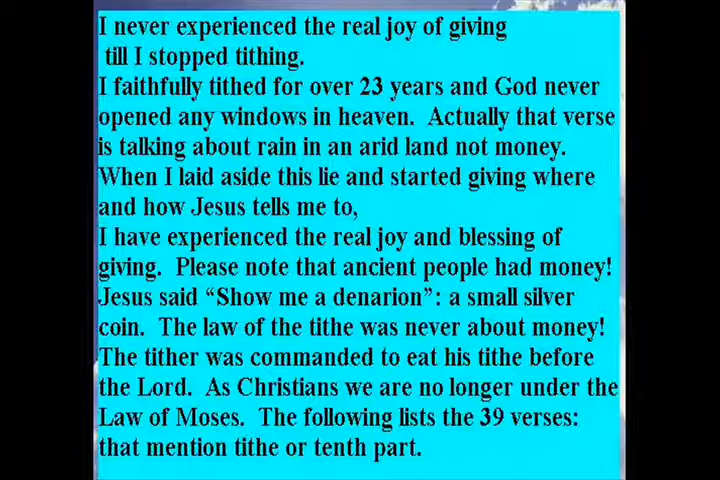 I never experienced the real joy of giving
till I stopped tithing.
I faithfully tithed for over 23 years and God never
opened any windows in heaven.  Actually that verse
is talking about rain in an arid land not money.
When I laid aside this lie and started giving where
and how Jesus tells me to,
I have experienced the real joy and blessing of
giving.  Please note that ancient people had money!
Jesus said “Show me a denarion”: a small silver
coin.  The law of the tithe was never about money!
The tither was commanded to eat his tithe before
the Lord.  As Christians we are no longer under the
Law of Moses.  The following lists the 39 verses:
that mention tithe or tenth part.